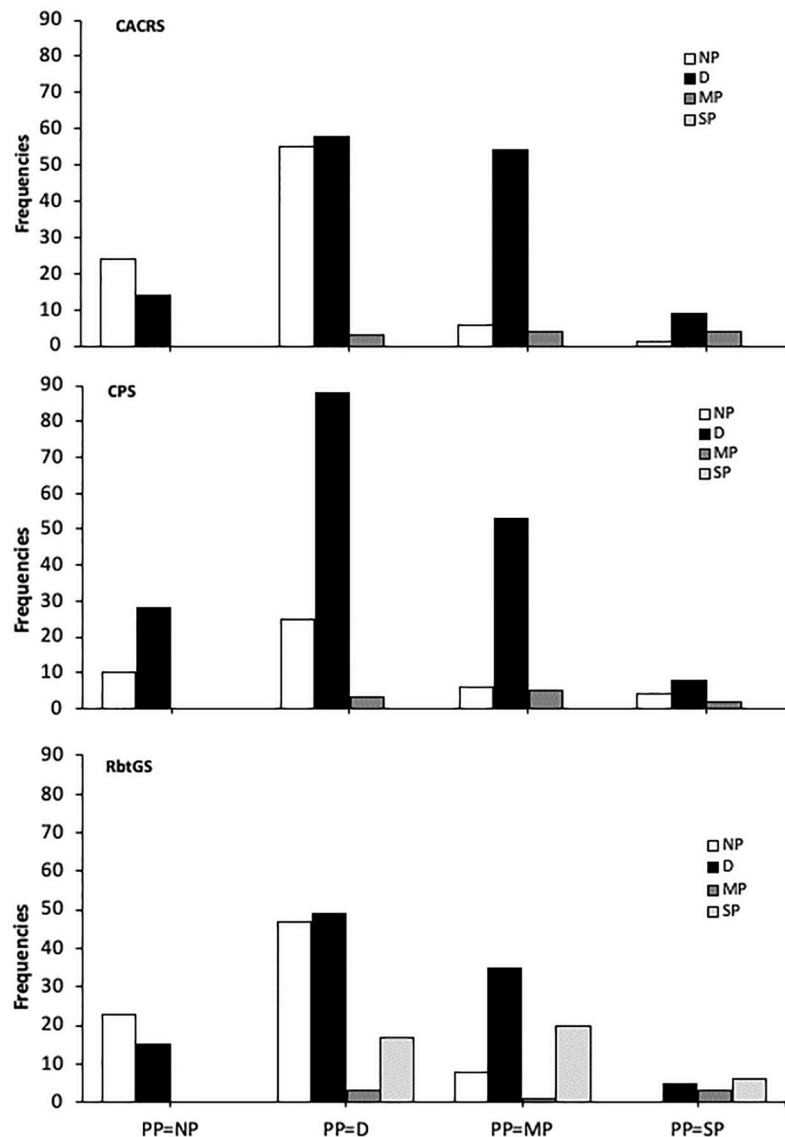 CACRS
90
80
70
60
50
40
30
20
10
0
Frequencies
NP
D
MP
SP
CPS
90
80
70
60
50
40
30
20
10
0
Frequencies
NP
D
MP
SP
RbtGS
90
80
70
60
50
40
30
20
10
0
Frequencies
NP
D
MP
SP
PP=NP PP=D PP=MP PP=SP